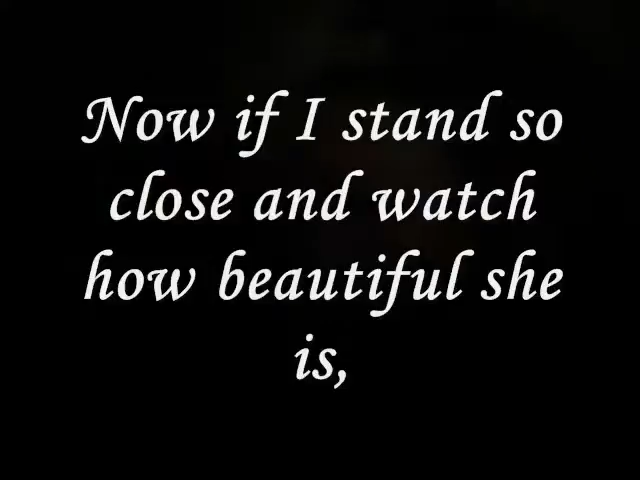 Now if I stand so
close and watch
how beautiful she
is,